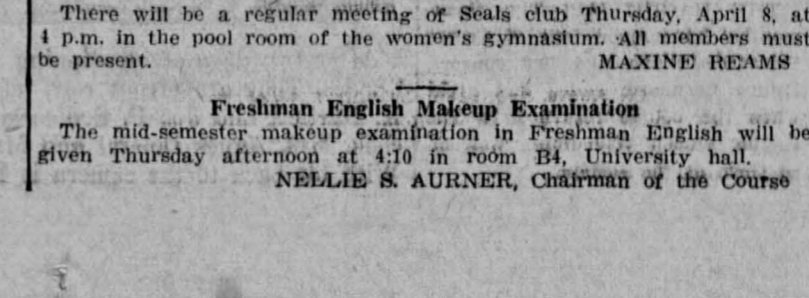 There will be a regular meeting of Seals club Thursday, April 8, at
4 p.m. in the pool room of the women's gymnasium. All members must
be present. MAXINE REAMS
Freshman English Makeup Examination
The mid-semester makeup examination in Freshman English will be
given Thursday afternoon at 4:10 in room B4, University hall.
NELLIE S. AURNER, Chairman of the Course